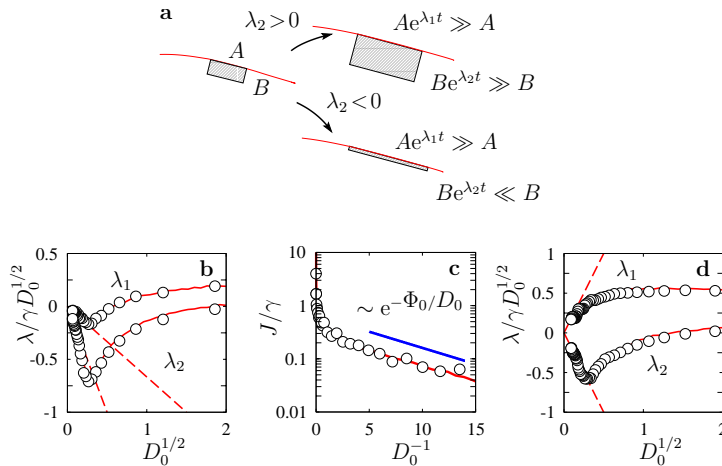 a
λ₂>0
Ae^{λ₁t} ≫ A
A
B
Be^{λ₂t} ≫ B
λ₂<0
Ae^{λ₁t} ≫ A
Be^{λ₂t} ≪ B
b
λ/γD₀^{1/2}
0.5
0
-0.5
-1
λ₁
λ₂
0 1 2
D₀^{1/2}
c
J/γ
10
1
0.1
0.01
∼ e^{-Φ₀/D₀}
0 5 10 15
D₀^{-1}
d
λ/γD₀^{1/2}
1
0.5
0
-0.5
-1
λ₁
λ₂
0 1 2
D₀^{1/2}